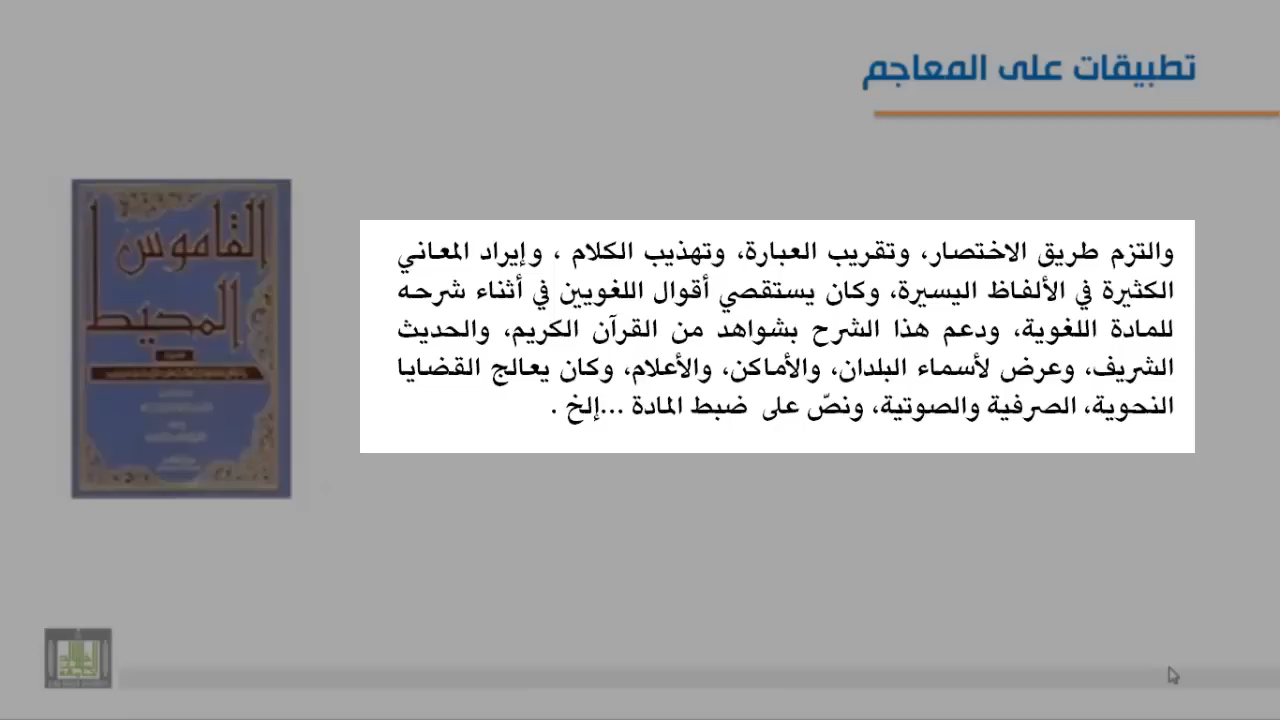 تطبيقات على المعاجم
القاموس
المحيط
والتزم طريق الاختصار، وتقريب العبارة، وتهذيب الكلام ، وإيراد المعاني
الكثيرة في الألفاظ اليسيرة، وكان يستقصي أقوال اللغويين في أثناء شرحه
للمادة اللغوية، ودعم هذا الشرح بشواهد من القرآن الكريم، والحديث
الشريف، وعرض لأسماء البلدان، والأماكن، والأعلام، وكان يعالج القضايا
النحوية، الصرفية والصوتية، ونصّ على ضبط المادة ...إلخ .